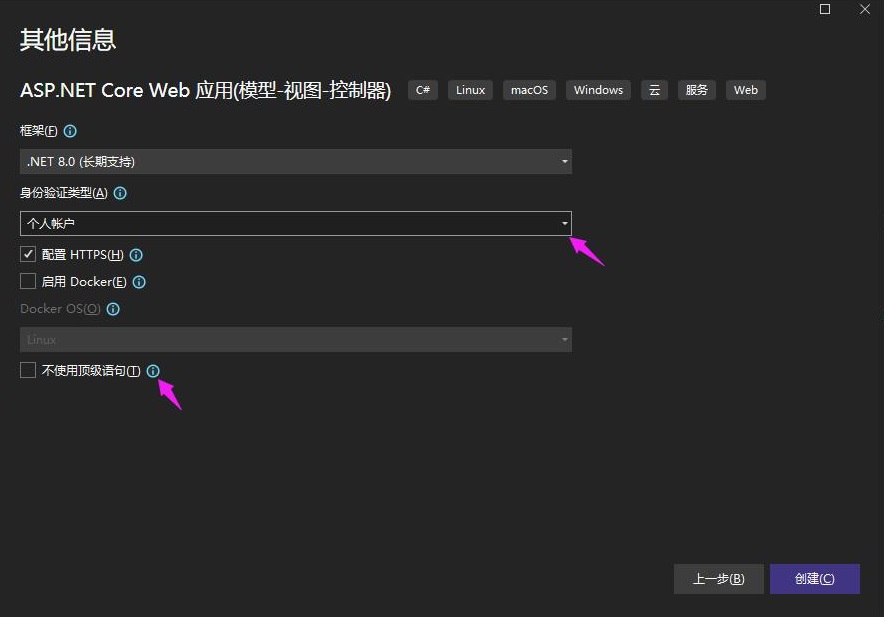 其他信息
ASP.NET Core Web 应用(模型-视图-控制器) C# Linux macOS Windows 云 服务 Web
框架(F)
.NET 8.0 (长期支持)
身份验证类型(A)
个人帐户
配置 HTTPS(H)
启用 Docker(E)
Docker OS(O)
Linux
不使用顶级语句(T)
上一步(B) 创建(C)